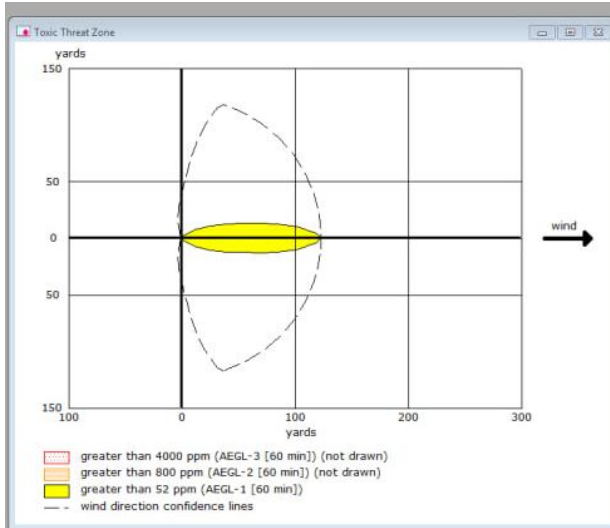 Toxic Threat Zone
yards
150
50
0
50
150
100 0 100 200 300
yards
wind
greater than 4000 ppm (AEGL-3 [60 min]) (not drawn)
greater than 800 ppm (AEGL-2 [60 min]) (not drawn)
greater than 52 ppm (AEGL-1 [60 min])
wind direction confidence lines